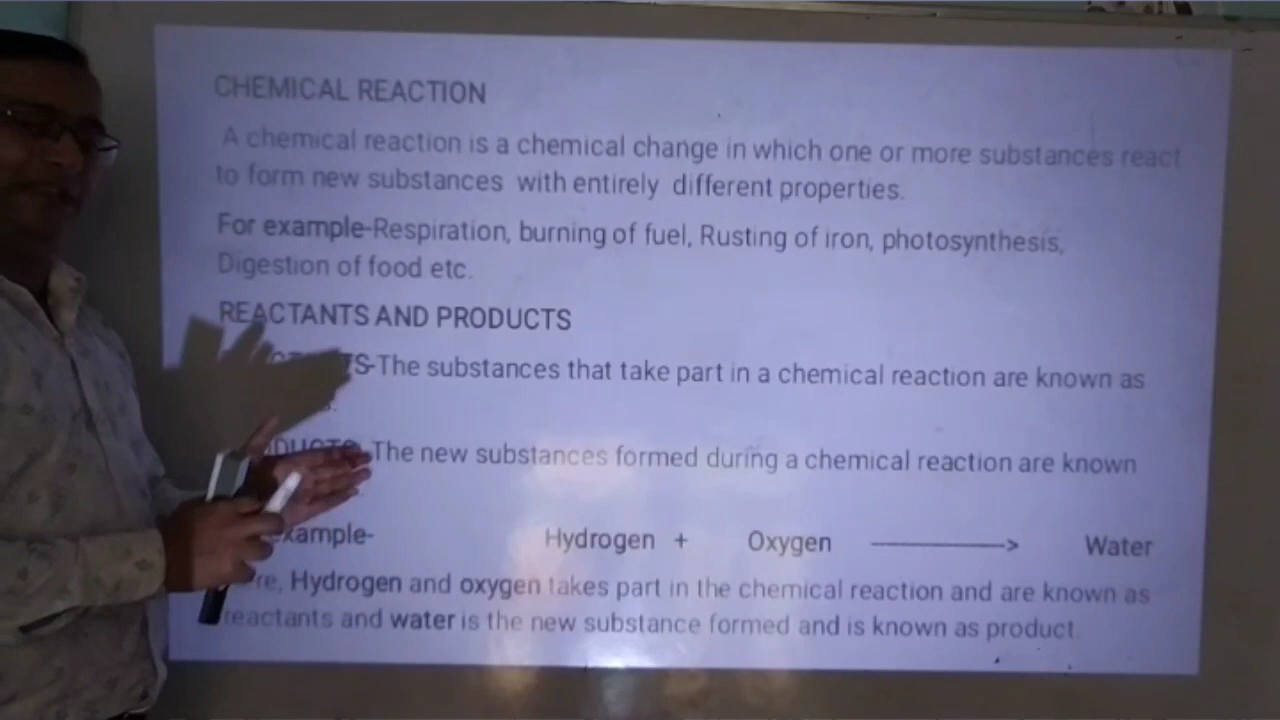 CHEMICAL REACTION
A chemical reaction is a chemical change in which one or more substances react
to form new substances with entirely different properties.
For example-Respiration, burning of fuel, Rusting of iron, photosynthesis,
Digestion of food etc.
REACTANTS AND PRODUCTS
The substances that take part in a chemical reaction are known as
The new substances formed during a chemical reaction are known
Hydrogen + Oxygen ———> Water
Hydrogen and oxygen takes part in the chemical reaction and are known as
reactants and water is the new substance formed and is known as product.